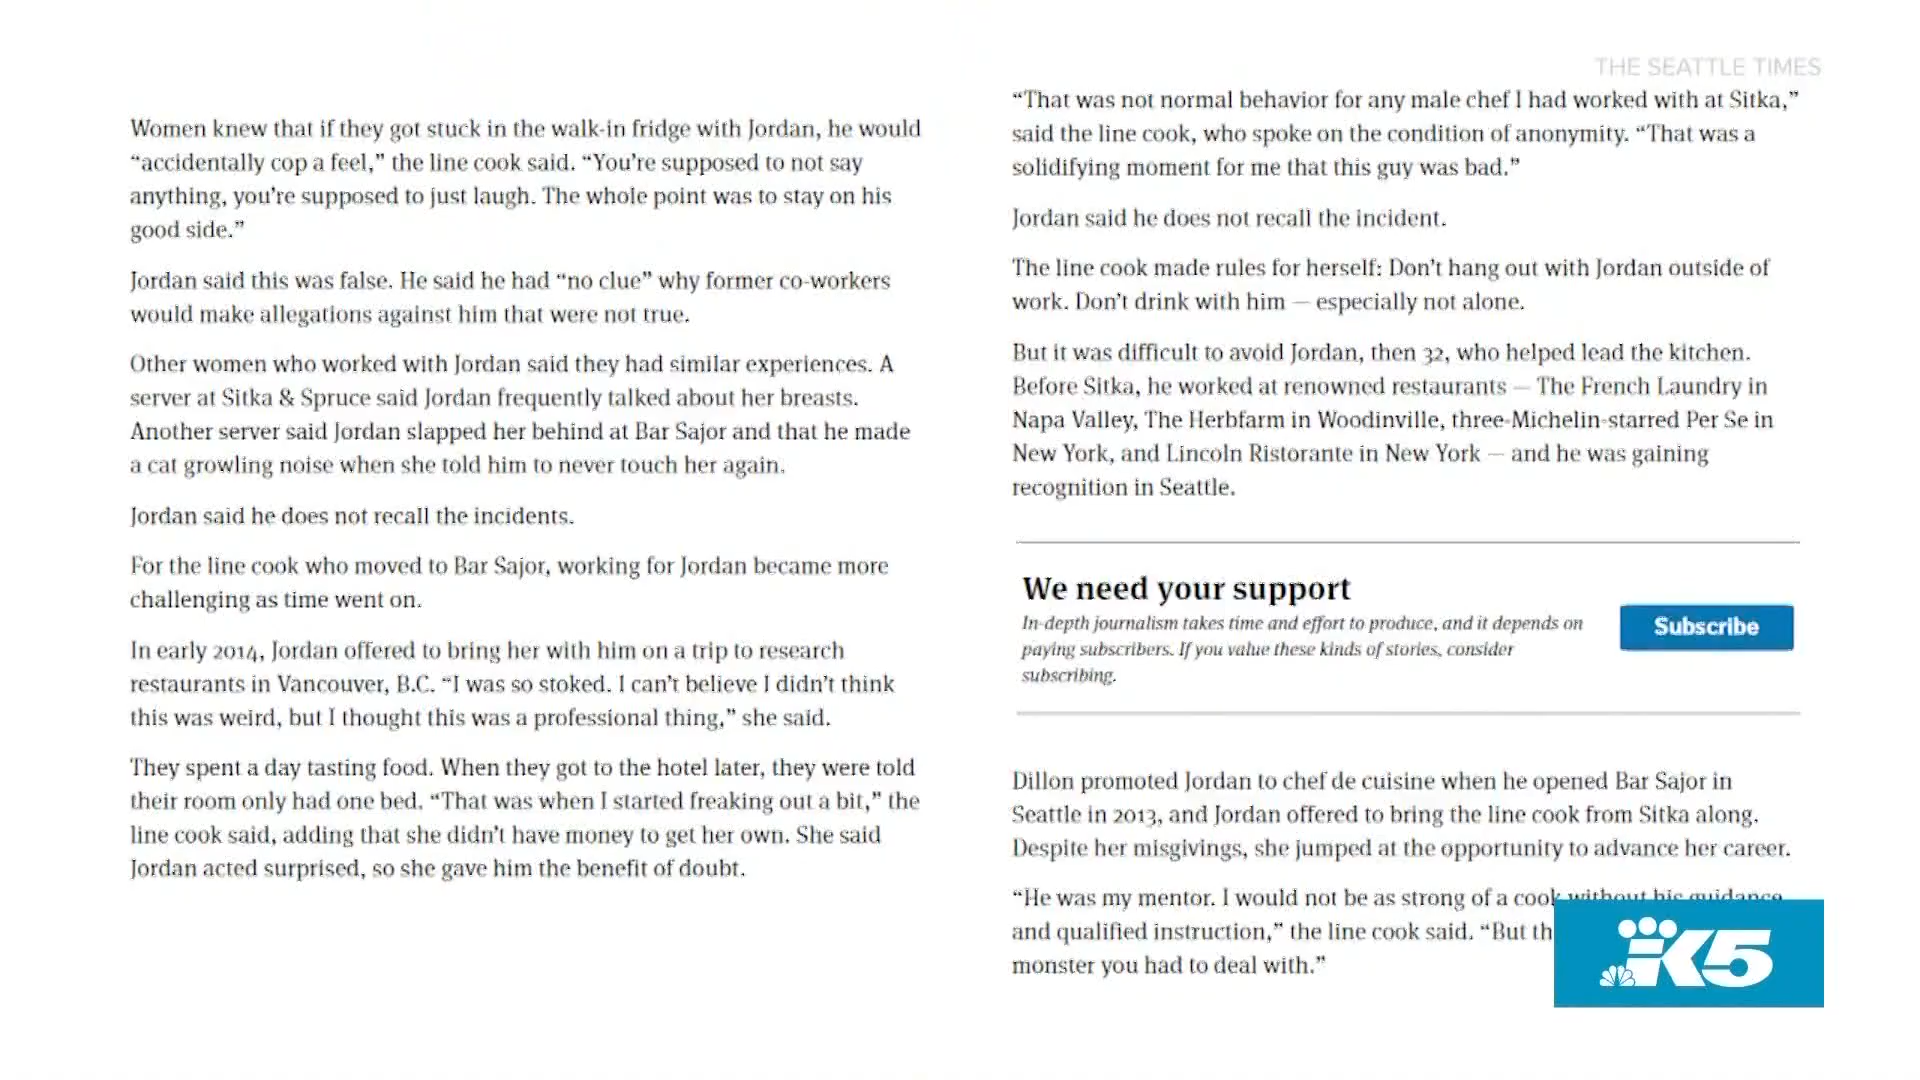 THE SEATTLE TIMES
Women knew that if they got stuck in the walk-in fridge with Jordan, he would
“accidentally cop a feel,” the line cook said. “You’re supposed to not say
anything, you’re supposed to just laugh. The whole point was to stay on his
good side.”
Jordan said this was false. He said he had “no clue” why former co-workers
would make allegations against him that were not true.
Other women who worked with Jordan said they had similar experiences. A
server at Sitka & Spruce said Jordan frequently talked about her breasts.
Another server said Jordan slapped her behind at Bar Sajor and that he made
a cat growling noise when she told him to never touch her again.
Jordan said he does not recall the incidents.
For the line cook who moved to Bar Sajor, working for Jordan became more
challenging as time went on.
In early 2014, Jordan offered to bring her with him on a trip to research
restaurants in Vancouver, B.C. “I was so stoked. I can’t believe I didn’t think
this was weird, but I thought this was a professional thing,” she said.
They spent a day tasting food. When they got to the hotel later, they were told
their room only had one bed. “That was when I started freaking out a bit,” the
line cook said, adding that she didn’t have money to get her own. She said
Jordan acted surprised, so she gave him the benefit of doubt.
“That was not normal behavior for any male chef I had worked with at Sitka,”
said the line cook, who spoke on the condition of anonymity. “That was a
solidifying moment for me that this guy was bad.”
Jordan said he does not recall the incident.
The line cook made rules for herself: Don’t hang out with Jordan outside of
work. Don’t drink with him — especially not alone.
But it was difficult to avoid Jordan, then 32, who helped lead the kitchen.
Before Sitka, he worked at renowned restaurants — The French Laundry in
Napa Valley, The Herbfarm in Woodinville, three-Michelin-starred Per Se in
New York, and Lincoln Ristorante in New York — and he was gaining
recognition in Seattle.
We need your support
In-depth journalism takes time and effort to produce, and it depends on
paying subscribers. If you value these kinds of stories, consider
subscribing.
Subscribe
Dillon promoted Jordan to chef de cuisine when he opened Bar Sajor in
Seattle in 2013, and Jordan offered to bring the line cook from Sitka along.
Despite her misgivings, she jumped at the opportunity to advance her career.
“He was my mentor. I would not be as strong of a cook without his guidance
and qualified instruction,” the line cook said. “But
monster you had to deal with.”
K5